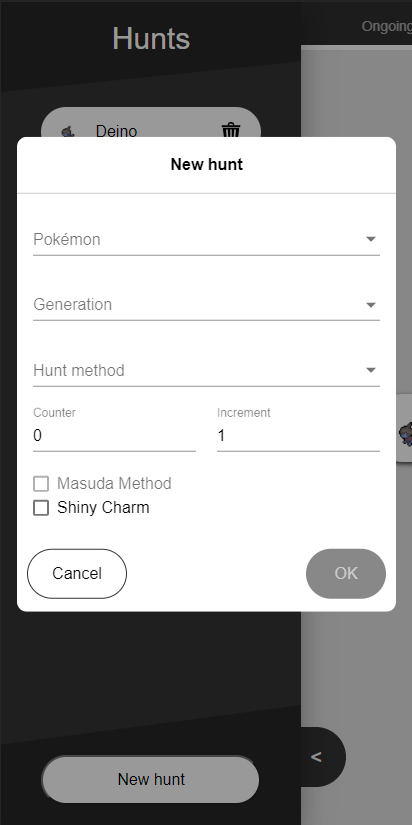 Hunts
Ongoing
Deino
New hunt
Pokémon
Generation
Hunt method
Counter Increment
0 1
Masuda Method
Shiny Charm
Cancel OK
New hunt <